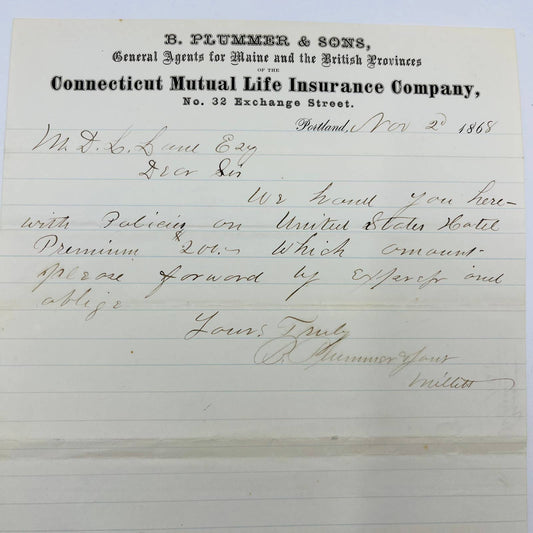 B. PLUMMER & SONS,
General Agents for Maine and the British Provinces
OF THE
Connecticut Mutual Life Insurance Company,
No. 32 Exchange Street.
Portland, Nov 2d 1868
M. D. L. Lane Esq
Dear Sir
We hand you here-
with Policies on United States Hotel
Premium $200.- which amount
please forward by Express and
oblige
Yours Truly
B. Plummer & Sons
Millett